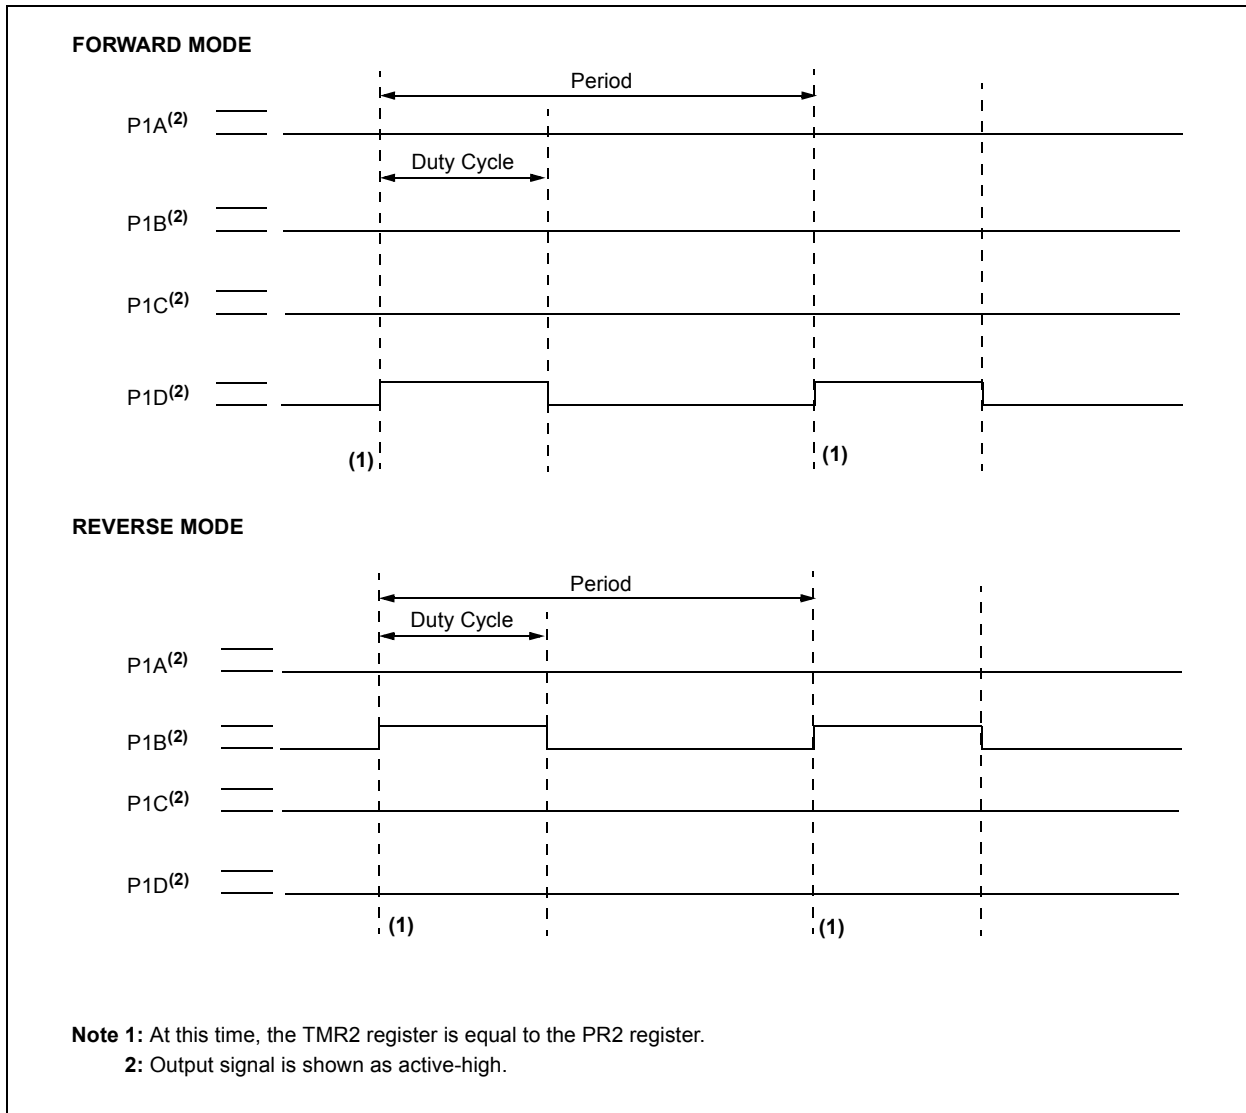 FORWARD MODE
Period
P1A(2)
Duty Cycle
P1B(2)
P1C(2)
P1D(2)
(1)
(1)
REVERSE MODE
Period
Duty Cycle
P1A(2)
P1B(2)
P1C(2)
P1D(2)
(1)
(1)
Note 1: At this time, the TMR2 register is equal to the PR2 register.
2: Output signal is shown as active-high.